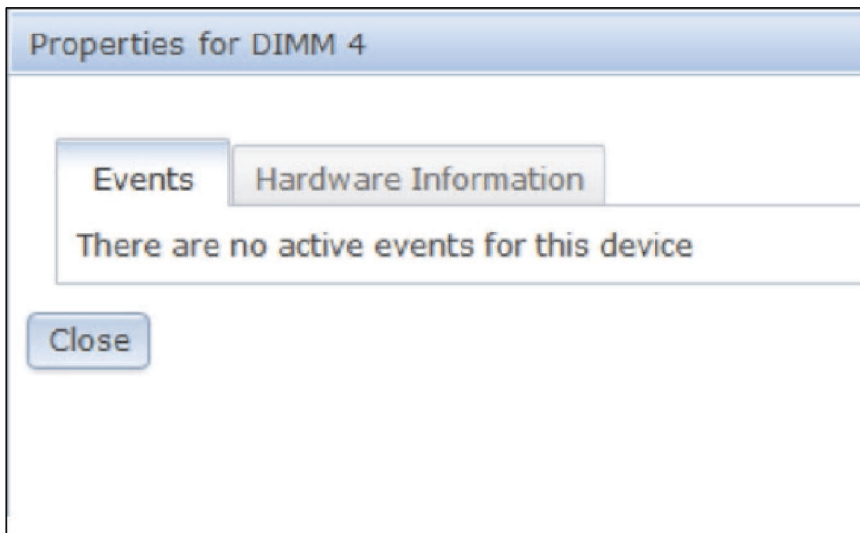 Properties for DIMM 4
Events Hardware Information
There are no active events for this device
Close